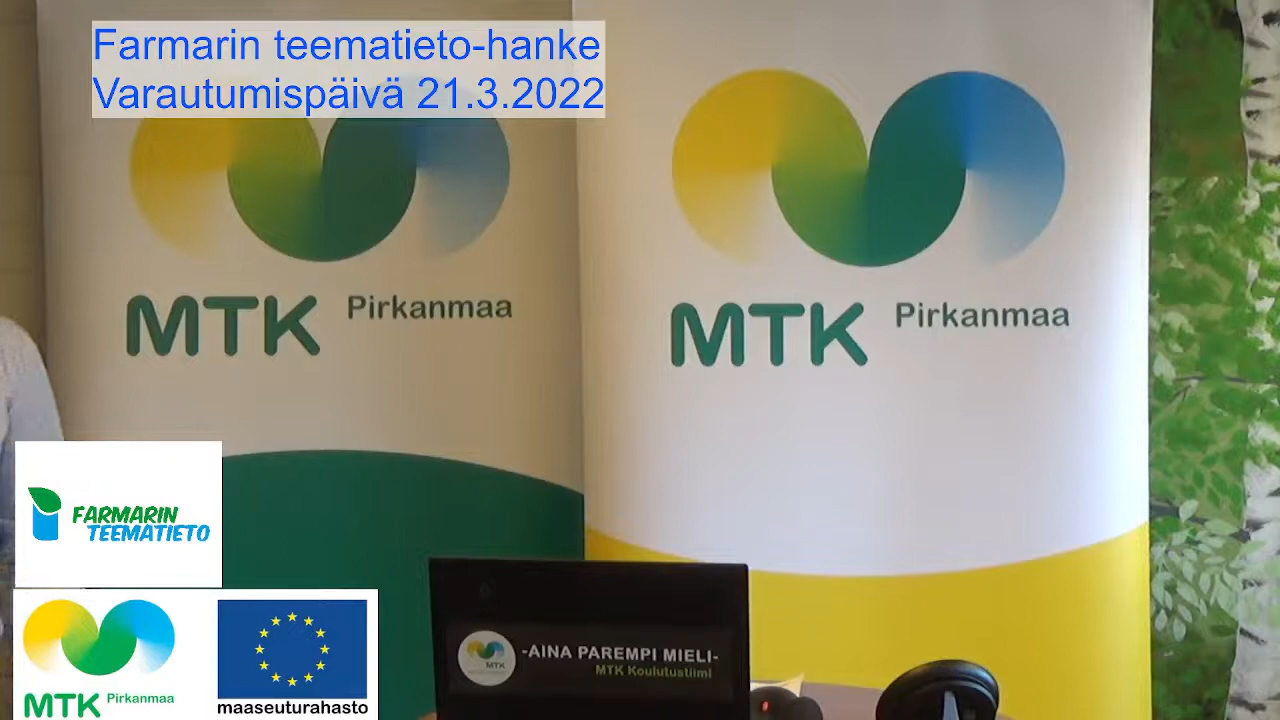 Farmarin teematieto-hanke
Varautumispäivä 21.3.2022
MTK Pirkanmaa
MTK Pirkanmaa
FARMARIN
TEEMATIETO
MTK Pirkanmaa
maaseuturahasto
-AINA PAREMPI MIELI-
MTK Koulutustiimi
MTK